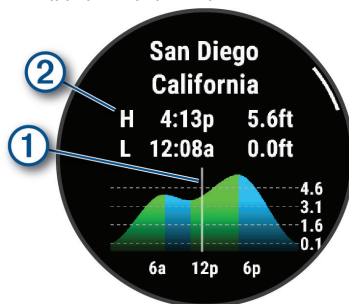 San Diego
California
2
H 4:13p 5.6ft
1
L 12:08a 0.0ft
4.6
3.1
1.6
0.1
6a 12p 6p